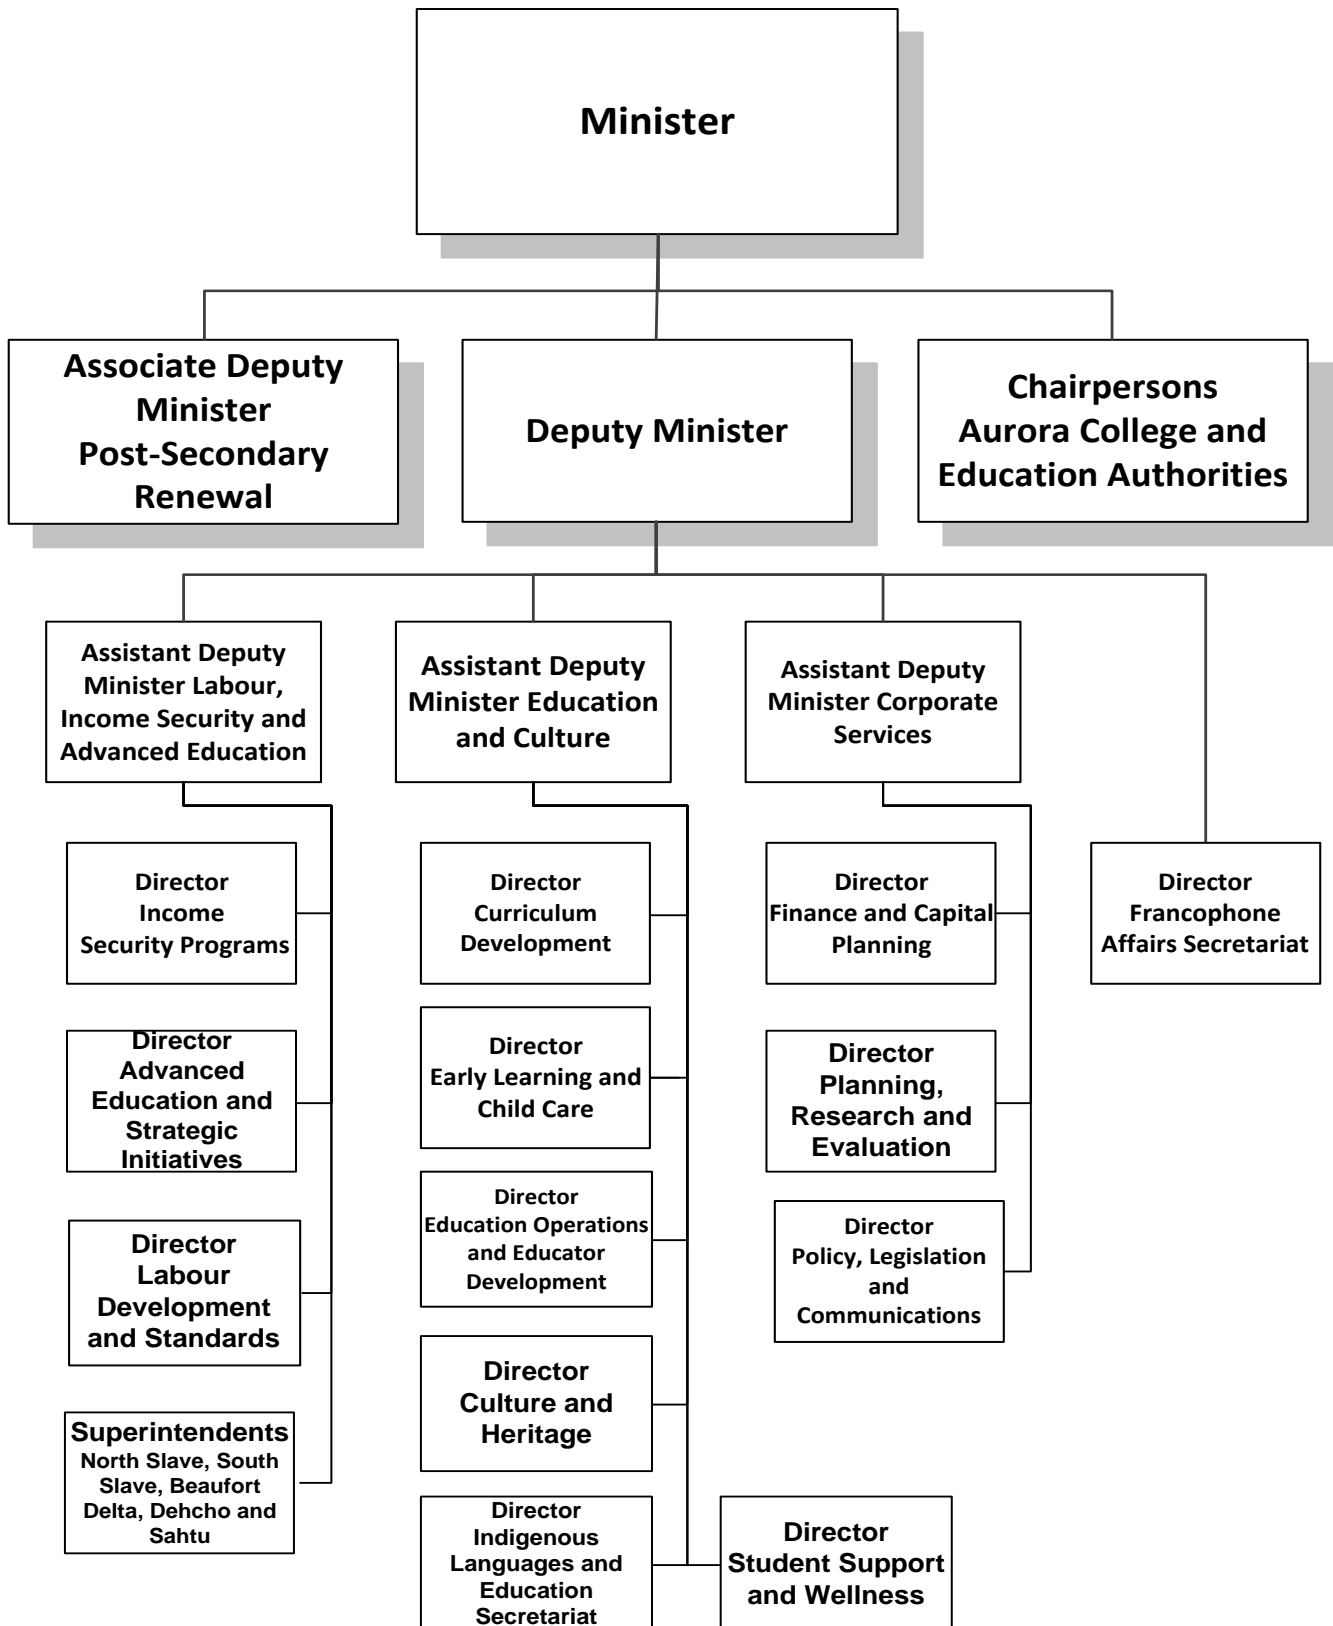 Minister
Associate Deputy
Minister
Post-Secondary
Renewal
Deputy Minister
Chairpersons
Aurora College and
Education Authorities
Assistant Deputy
Minister Labour,
Income Security and
Advanced Education
Assistant Deputy
Minister Education
and Culture
Assistant Deputy
Minister Corporate
Services
Director
Income
Security Programs
Director
Curriculum
Development
Director
Finance and Capital
Planning
Director
Francophone
Affairs Secretariat
Director
Advanced
Education and
Strategic
Initiatives
Director
Early Learning and
Child Care
Director
Planning,
Research and
Evaluation
Director
Labour
Development
and Standards
Director
Education Operations
and Educator
Development
Director
Policy, Legislation
and
Communications
Superintendents
North Slave, South
Slave, Beaufort
Delta, Dehcho and
Sahtu
Director
Culture and
Heritage
Director
Indigenous
Languages and
Education
Secretariat
Director
Student Support
and Wellness